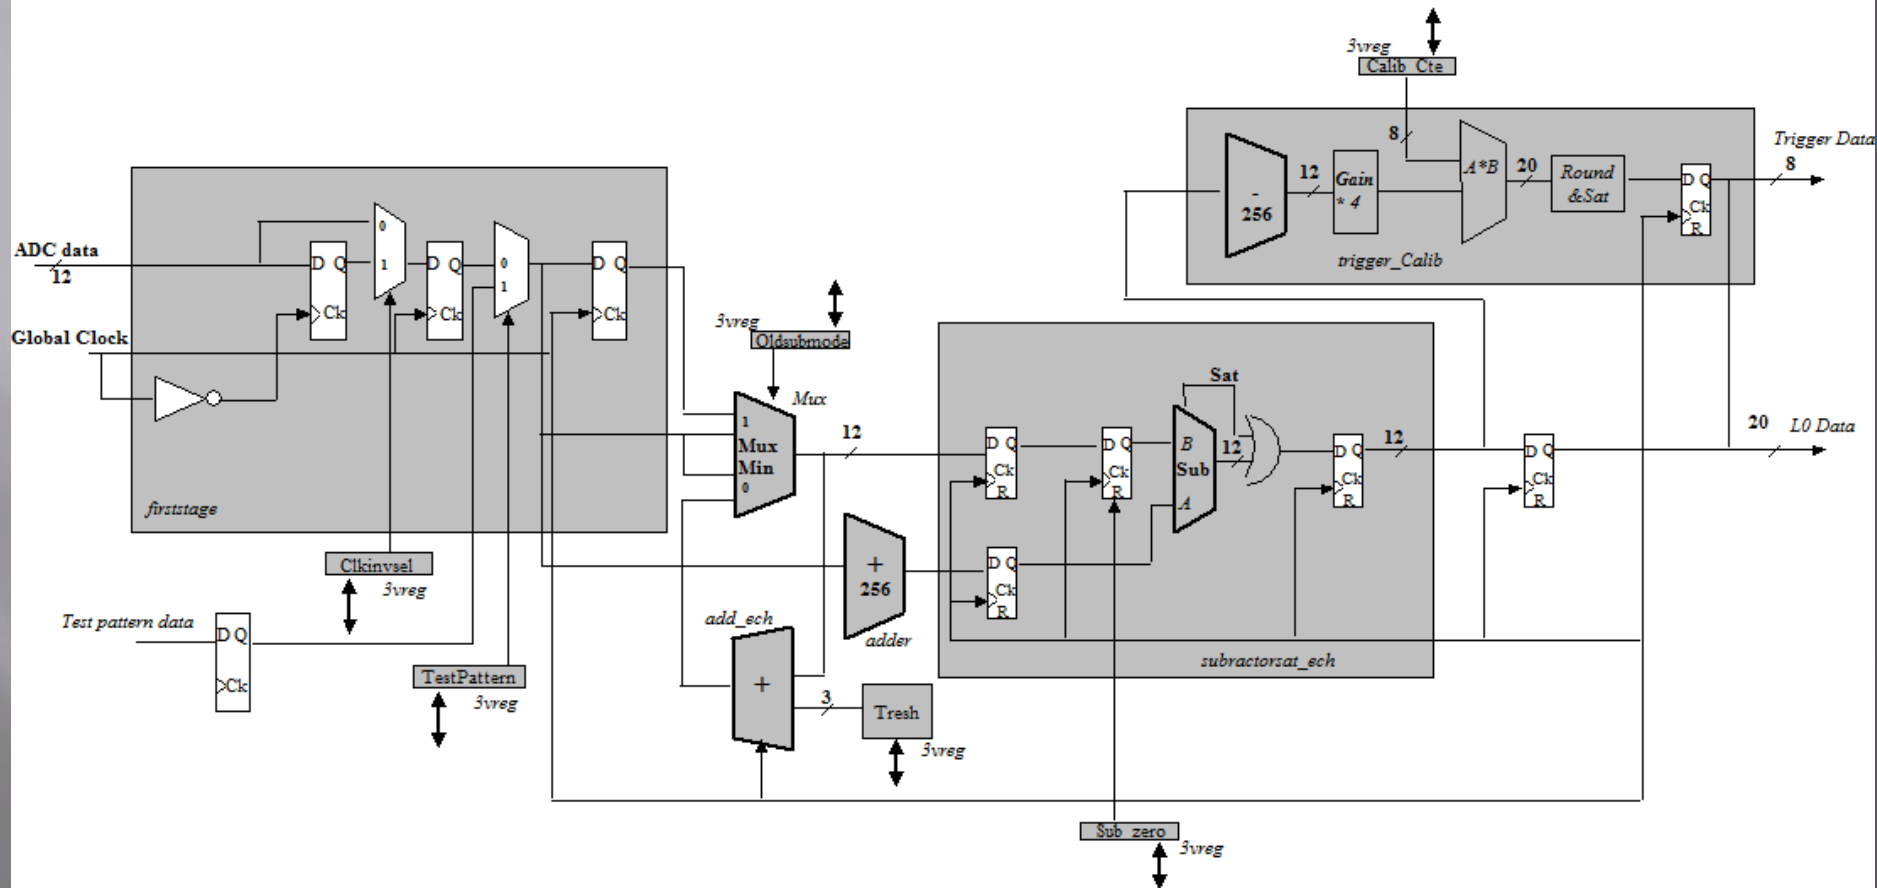 3vreg
Calib_Cte
8
Trigger Data
8
A*B
12
20
Gain
* 4
Round
&Sat
-
256
D Q
Ck
R
trigger_Calib
ADC data
12
0
1
D Q
Ck
D Q
Ck
0
1
D Q
Ck
Global Clock
firststage
3vreg
Oldsubmode
Mux
1
Mux
Min
0
12
Sat
D Q
Ck
R
D Q
Ck
R
B
Sub
A
12
D Q
Ck
R
12
D Q
Ck
R
20
L0 Data
D Q
Ck
R
subractorsat_ech
+
256
adder
Clkinvsel
3vreg
Test pattern data
D Q
Ck
TestPattern
3vreg
add_ech
+
3
Tresh
3vreg
Sub_zero
3vreg